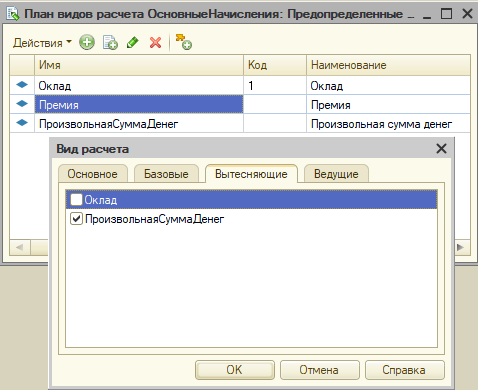 План видов расчета ОсновныеНачисления: Предопределенные ...
Действия
Имя Код Наименование
Оклад 1 Оклад
Премия Премия
ПроизвольнаяСуммаДенег Произвольная сумма денег
Вид расчета
Основное Базовые Вытесняющие Ведущие
Оклад
ПроизвольнаяСуммаДенег
OK Отмена Справка